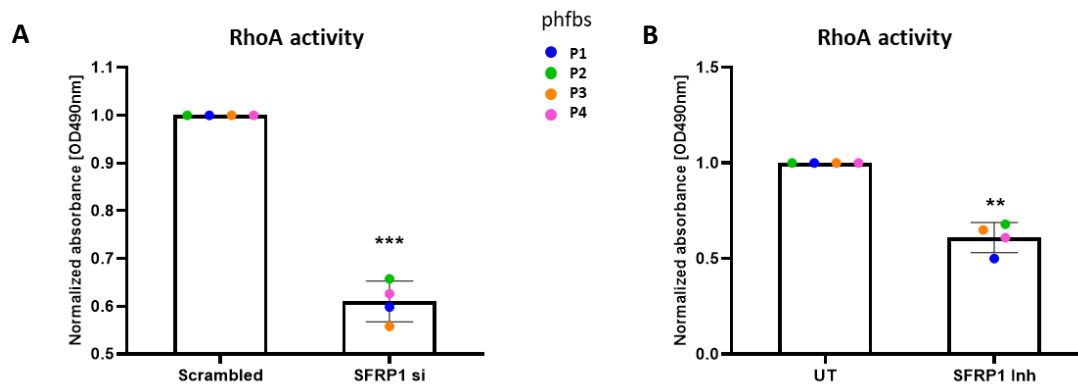 A
RhoA activity
Normalized absorbance [OD490nm]
1.1
1.0
0.9
0.8
0.7
0.6
0.5
***
Scrambled
SFRP1 si
phfbs
P1
P2
P3
P4
B
RhoA activity
Normalized absorbance [OD490nm]
1.5
1.0
0.5
0.0
**
UT
SFRP1 Inh